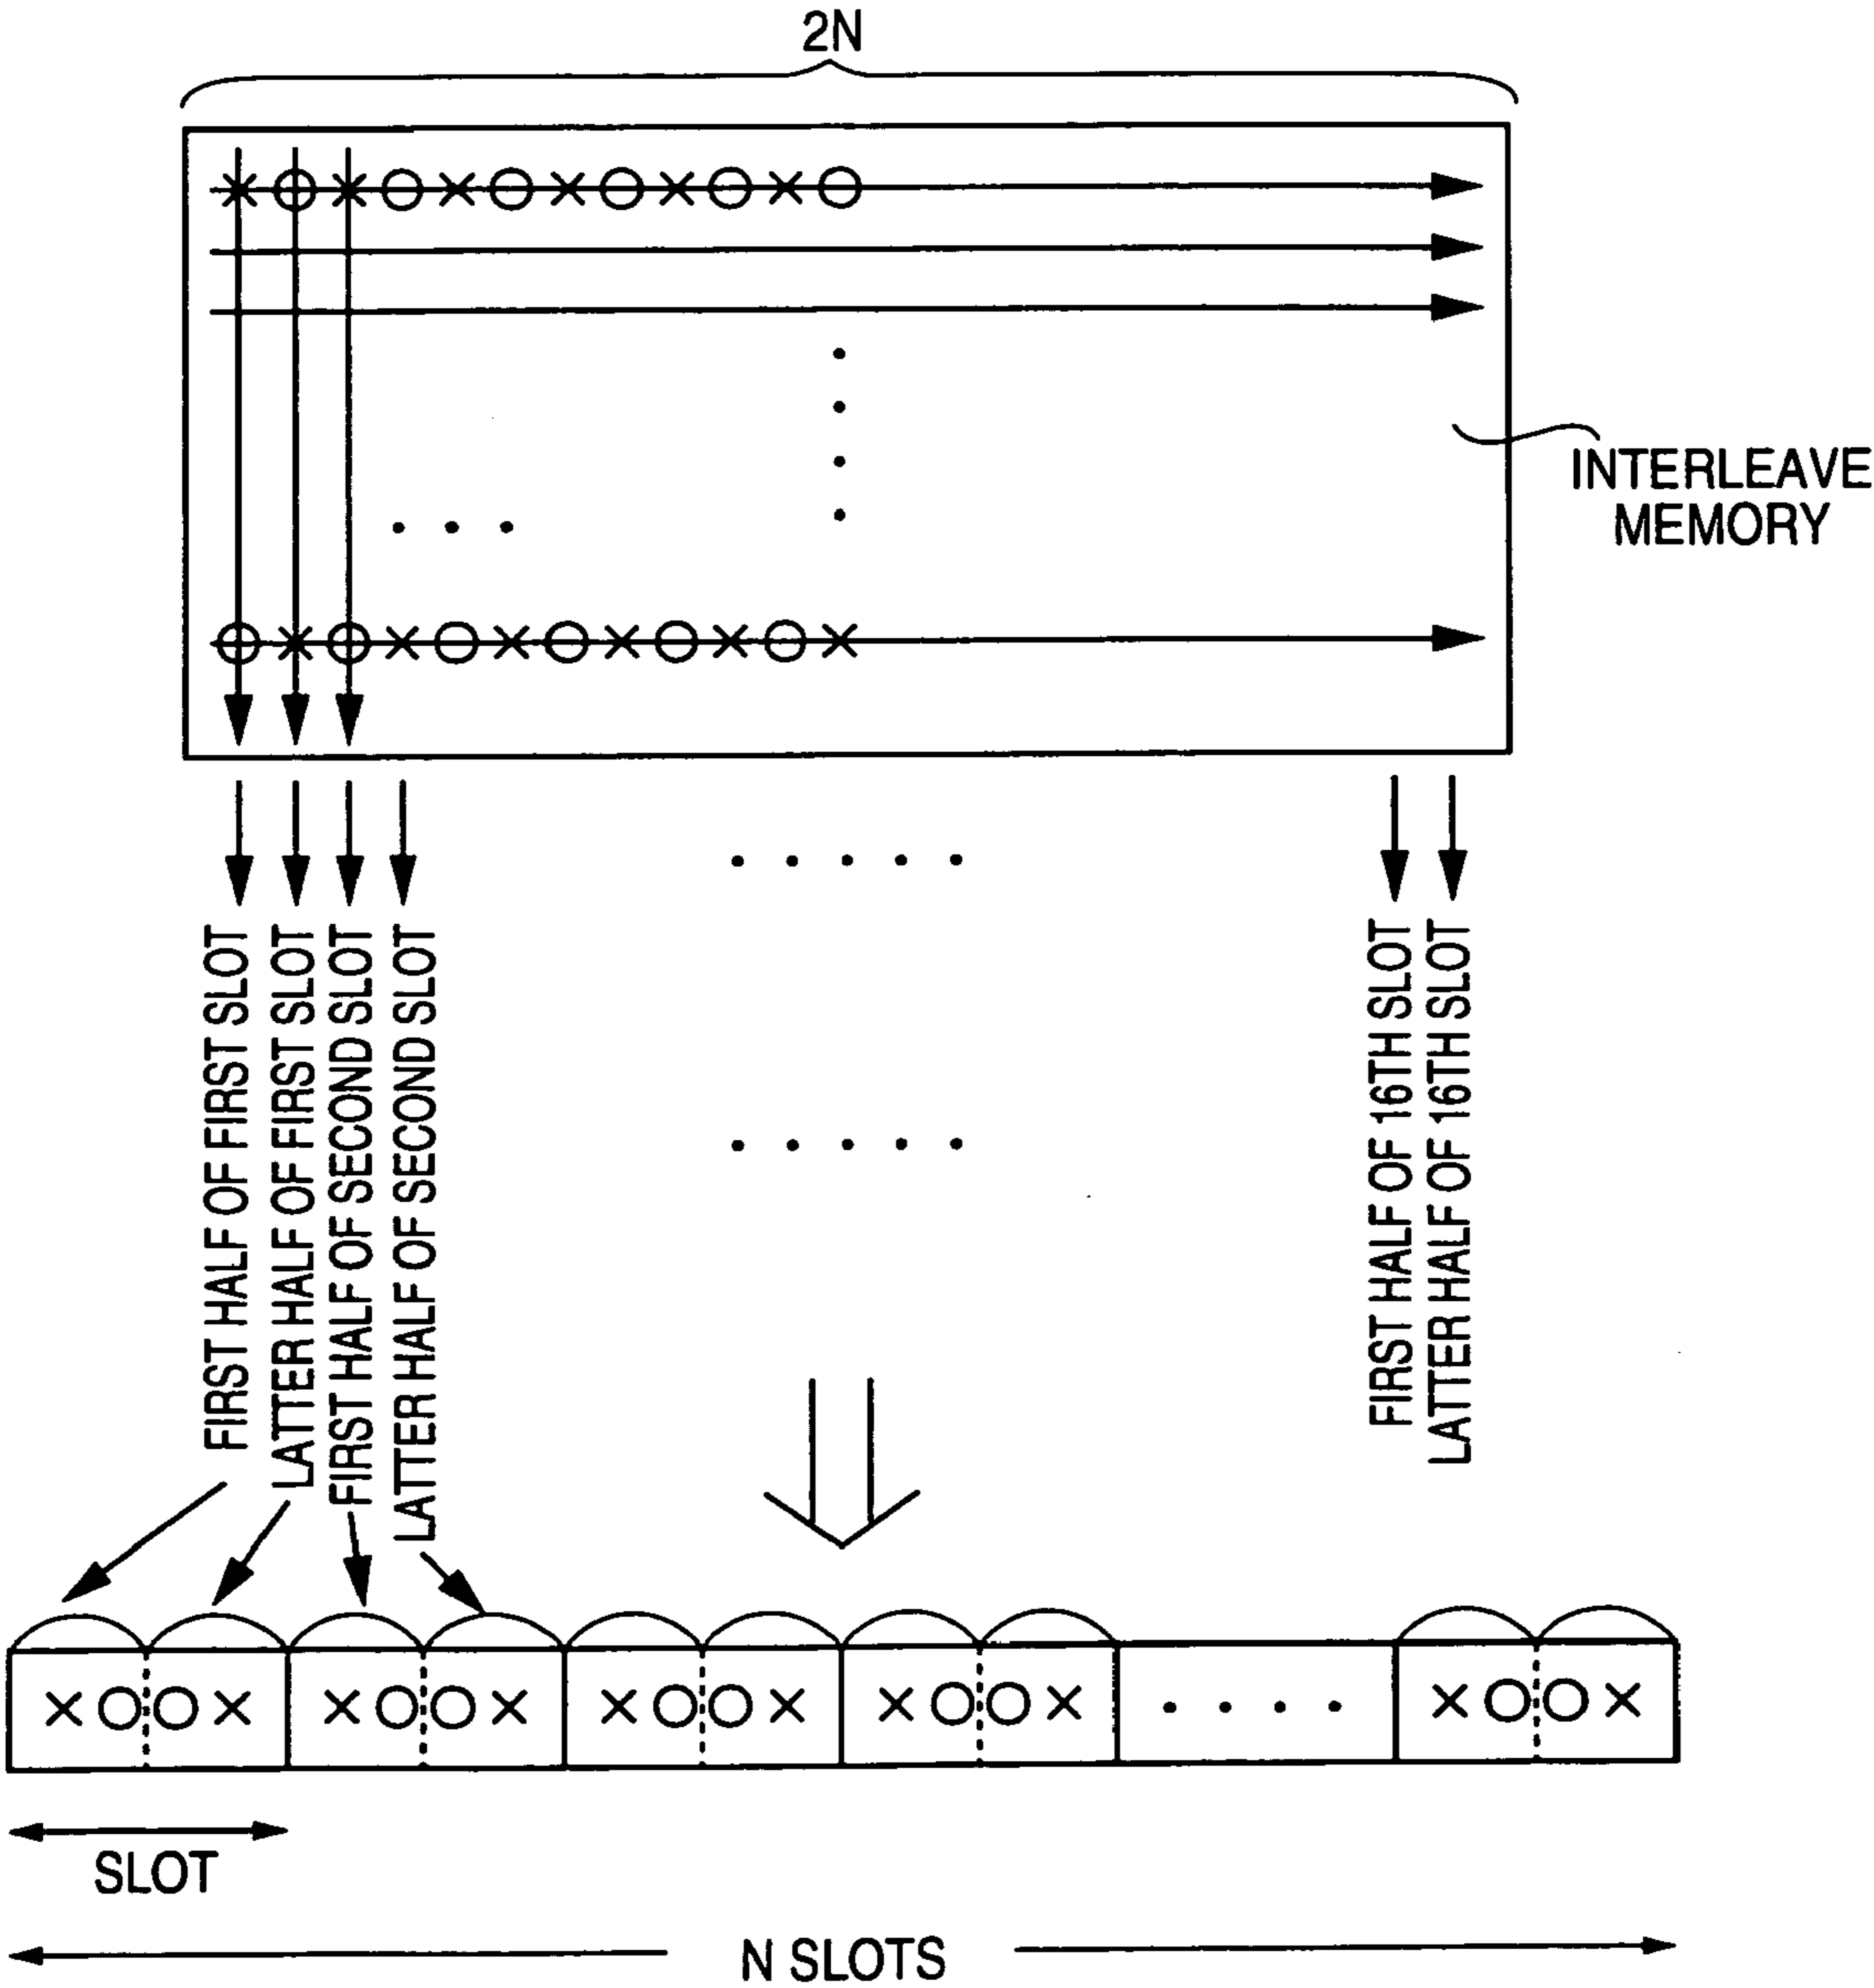 2N
INTERLEAVE
MEMORY
FIRST HALF OF FIRST SLOT
LATTER HALF OF FIRST SLOT
FIRST HALF OF SECOND SLOT
LATTER HALF OF SECOND SLOT
FIRST HALF OF 16TH SLOT
LATTER HALF OF 16TH SLOT
SLOT
N SLOTS